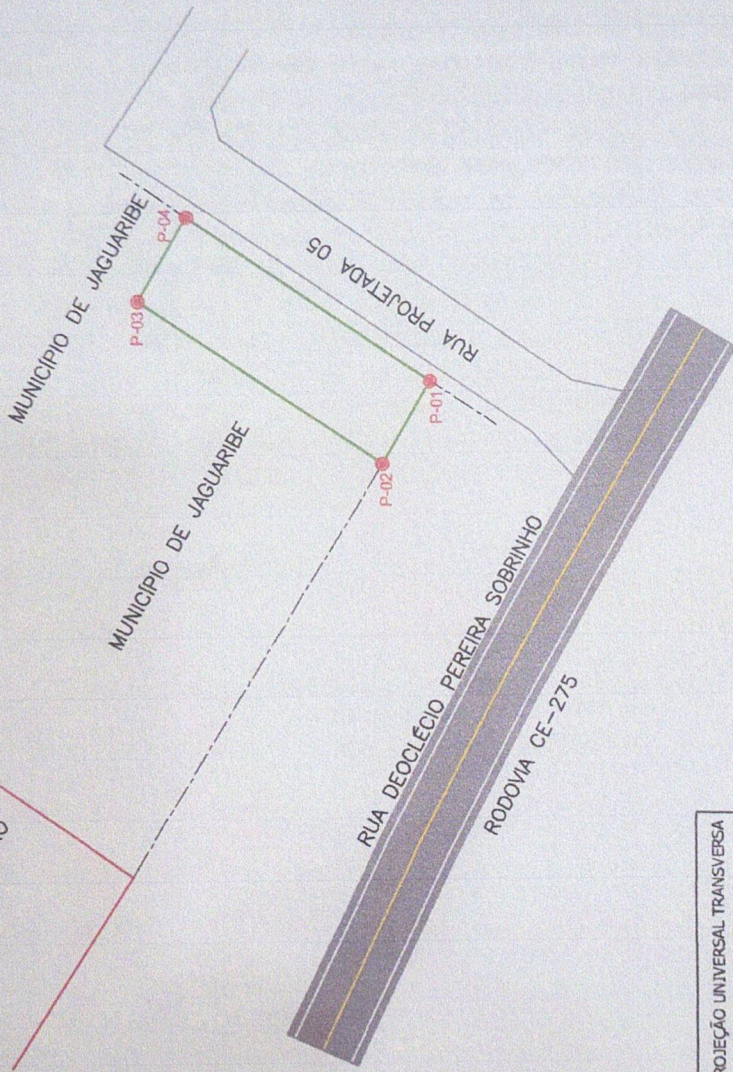 MUNICÍPIO DE JAGUARIBE
P-04
P-03
RUA PROJETADA 05
MUNICÍPIO DE JAGUARIBE
P-01
P-02
RUA DEOCLÉCIO PEREIRA SOBRINHO
RODOVIA CE-275
ROJEÇÃO UNIVERSAL TRANSVERSA